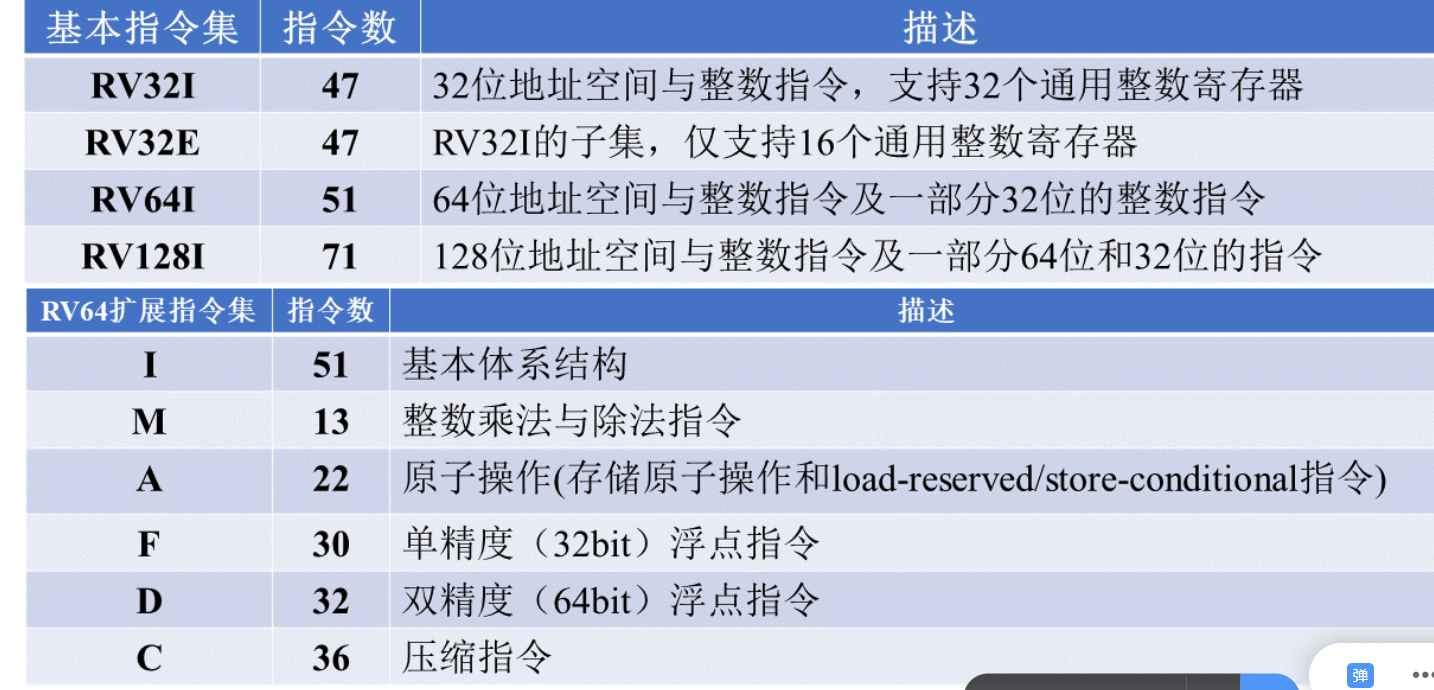 基本指令集 指令数 描述
RV32I 47 32位地址空间与整数指令，支持32个通用整数寄存器
RV32E 47 RV32I的子集，仅支持16个通用整数寄存器
RV64I 51 64位地址空间与整数指令及一部分32位的整数指令
RV128I 71 128位地址空间与整数指令及一部分64位和32位的指令
RV64扩展指令集 指令数 描述
I 51 基本体系结构
M 13 整数乘法与除法指令
A 22 原子操作(存储原子操作和load-reserved/store-conditional指令)
F 30 单精度（32bit）浮点指令
D 32 双精度（64bit）浮点指令
C 36 压缩指令
弹